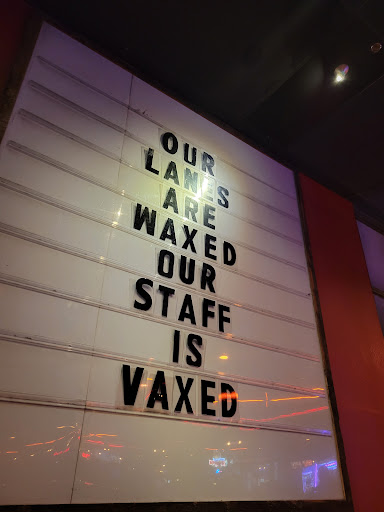 OUR
LANES
ARE
WAXED
OUR
STAFF
IS
VAXED